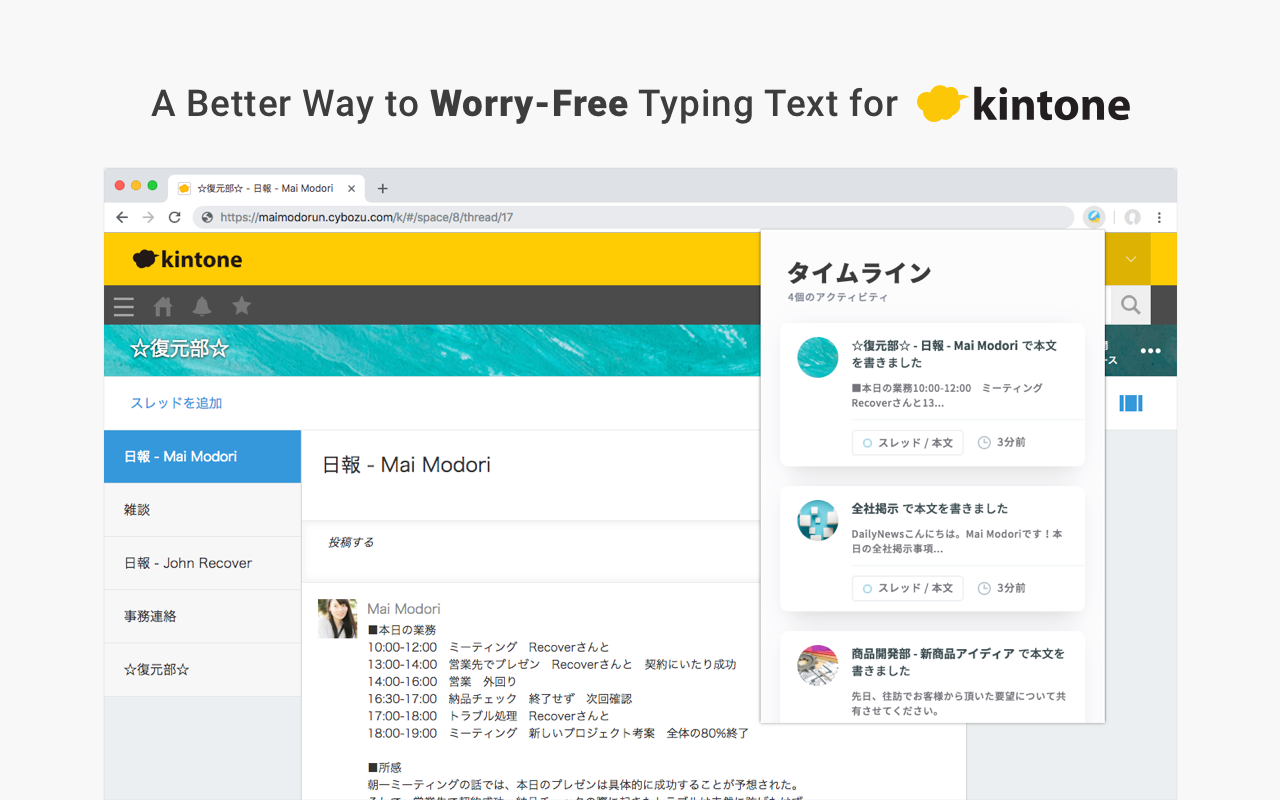 A Better Way to Worry-Free Typing Text for kintone
☆復元部☆ - 日報 - Mai Modori
https://maimodorun.cybozu.com/k/#/space/8/thread/17
kintone
☆復元部☆
ス
スレッドを追加
日報 - Mai Modori
雑談
日報 - John Recover
事務連絡
☆復元部☆
日報 - Mai Modori
投稿する
Mai Modori
■本日の業務
10:00-12:00 ミーティング Recoverさんと
13:00-14:00 営業先でプレゼン Recoverさんと 契約にいたり成功
14:00-16:00 営業 外回り
16:30-17:00 納品チェック 終了せず 次回確認
17:00-18:00 トラブル処理 Recoverさんと
18:00-19:00 ミーティング 新しいプロジェクト考案 全体の80%終了
■所感
朝一ミーティングの話では、本日のプレゼンは具体的に成功することが予想された。
タイムライン
4個のアクティビティ
☆復元部☆ - 日報 - Mai Modori で本文
を書きました
■本日の業務10:00-12:00 ミーティング
Recoverさんと13...
スレッド / 本文 3分前
全社掲示 で本文を書きました
DailyNewsこんにちは。Mai Modoriです！本
日の全社掲示事項...
スレッド / 本文 3分前
商品開発部 - 新商品アイディア で本文を
書きました
先日、往訪でお客様から頂いた要望について共
有させてください。